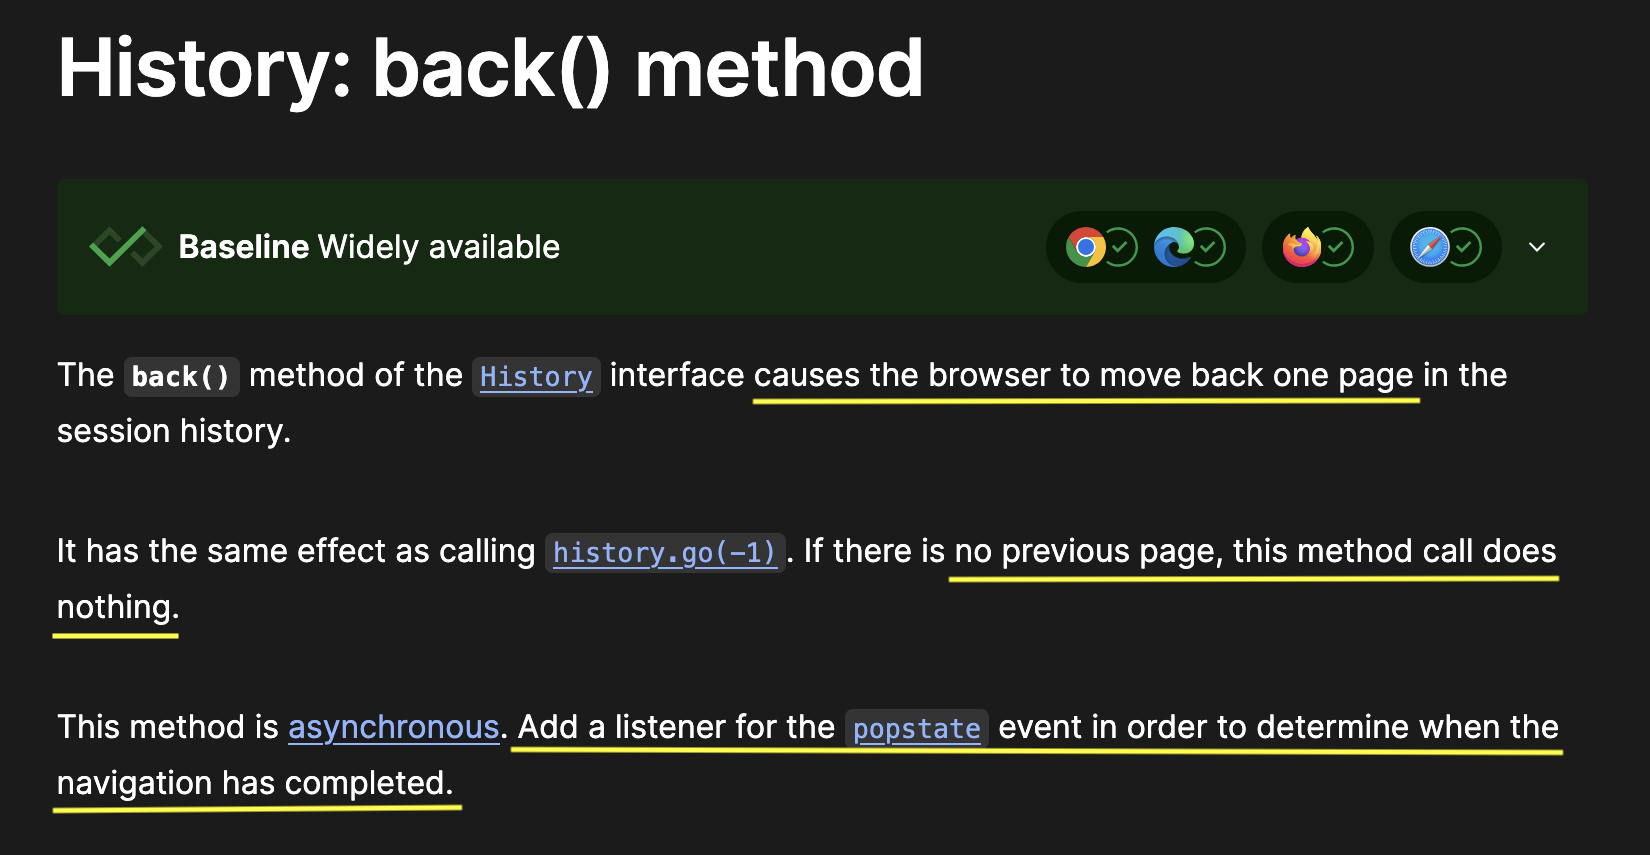 History: back() method
Baseline Widely available
The back() method of the History interface causes the browser to move back one page in the
session history.
It has the same effect as calling history.go(-1). If there is no previous page, this method call does
nothing.
This method is asynchronous. Add a listener for the popstate event in order to determine when the
navigation has completed.